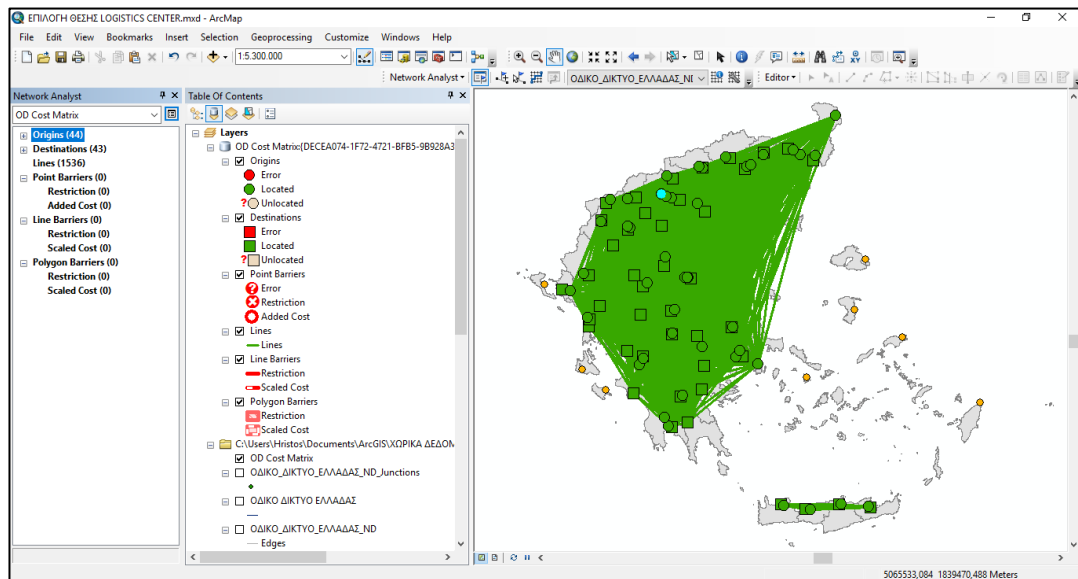 ΕΠΙΛΟΓΗ ΘΕΣΗΣ LOGISTICS CENTER.mxd - ArcMap
File Edit View Bookmarks Insert Selection Geoprocessing Customize Windows Help
1:5.300.000
Network Analyst ΟΔΙΚΟ_ΔΙΚΤΥΟ_ΕΛΛΑΔΑΣ_ND Editor
Network Analyst
OD Cost Matrix
Origins (44)
Destinations (43)
Lines (1536)
Point Barriers (0)
Restriction (0)
Added Cost (0)
Line Barriers (0)
Restriction (0)
Scaled Cost (0)
Polygon Barriers (0)
Restriction (0)
Scaled Cost (0)
Table Of Contents
Layers
OD Cost Matrix:{DECEA074-1F72-4721-BFB5-9B928A3
Origins
Error
Located
? Unlocated
Destinations
Error
Located
? Unlocated
Point Barriers
Error
Restriction
Added Cost
Lines
Lines
Line Barriers
Restriction
Scaled Cost
Polygon Barriers
Restriction
Scaled Cost
C:\Users\Hristos\Documents\ArcGIS\ΧΩΡΙΚΑ ΔΕΔΟΜ
OD Cost Matrix
ΟΔΙΚΟ_ΔΙΚΤΥΟ_ΕΛΛΑΔΑΣ_ND_Junctions
ΟΔΙΚΟ ΔΙΚΤΥΟ ΕΛΛΑΔΑΣ
ΟΔΙΚΟ_ΔΙΚΤΥΟ_ΕΛΛΑΔΑΣ_ND
Edges
5065533,084 1839470,488 Meters